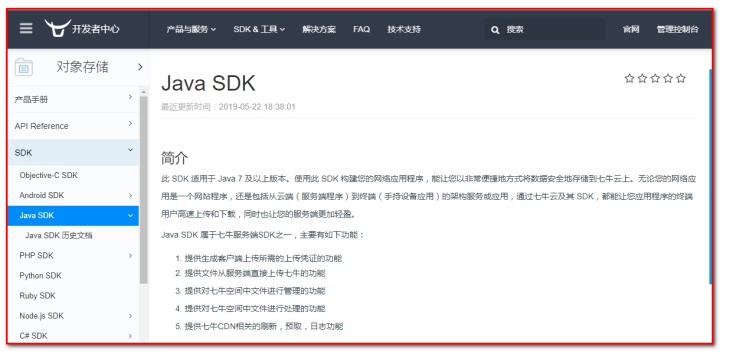 开发者中心 产品与服务 SDK & 工具 解决方案 FAQ 技术支持 搜索 官网 管理控制台
对象存储
产品手册
API Reference
SDK
Objective-C SDK
Android SDK
Java SDK
Java SDK 历史文档
PHP SDK
Python SDK
Ruby SDK
Node.js SDK
C# SDK
Java SDK
最近更新时间：2019-05-22 18:38:01
简介
此 SDK 适用于 Java 7 及以上版本。使用此 SDK 构建您的网络应用程序，能让您以非常便捷地方式将数据安全地存储到七牛云上。无论您的网络应
用是一个网站程序，还是包括从云端（服务端程序）到终端（手持设备应用）的架构服务或应用，通过七牛云及其 SDK，都能让您应用程序的终端
用户高速上传和下载，同时也让您的服务端更加轻盈。
Java SDK 属于七牛服务端SDK之一，主要有如下功能：
1. 提供生成客户端上传所需的上传凭证的功能
2. 提供文件从服务端直接上传七牛的功能
3. 提供对七牛空间中文件进行管理的功能
4. 提供对七牛空间中文件进行处理的功能
5. 提供七牛CDN相关的刷新，预取，日志功能